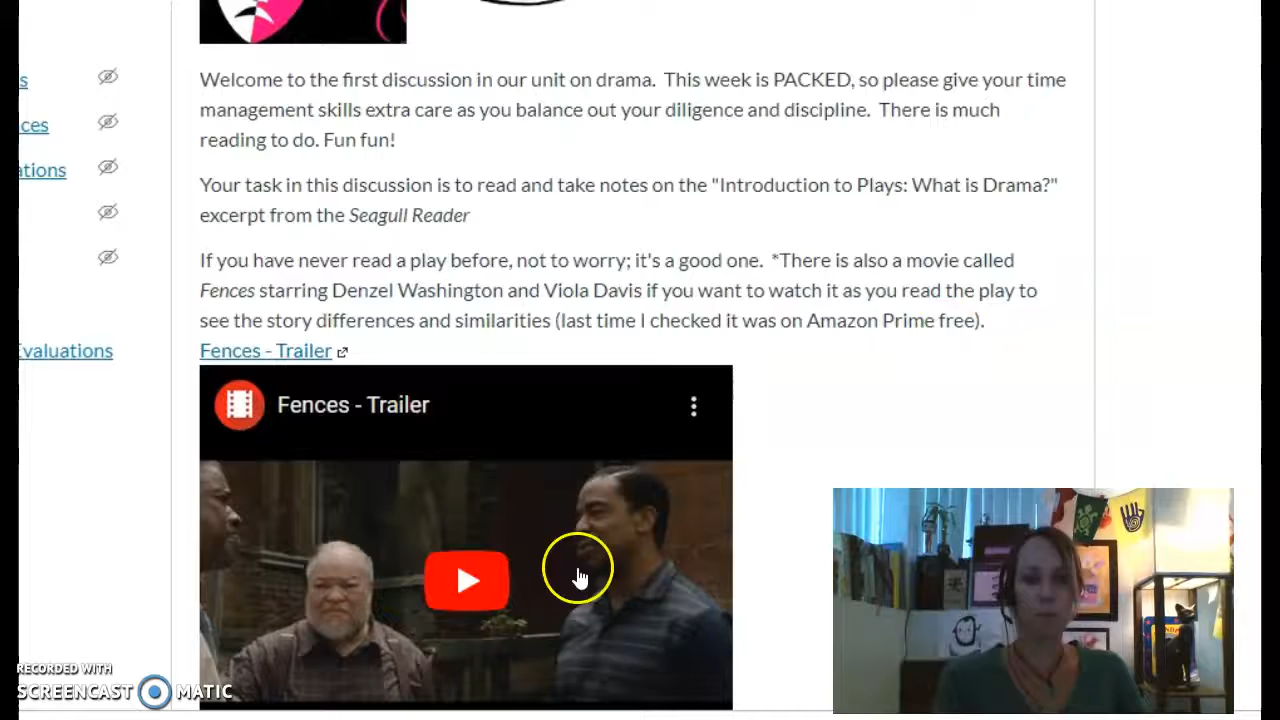 Welcome to the first discussion in our unit on drama.  This week is PACKED, so please give your time
management skills extra care as you balance out your diligence and discipline.  There is much
reading to do. Fun fun!
s
Your task in this discussion is to read and take notes on the "Introduction to Plays: What is Drama?"
ces
excerpt from the Seagull Reader
ations
If you have never read a play before, not to worry; it's a good one.  *There is also a movie called
Fences starring Denzel Washington and Viola Davis if you want to watch it as you read the play to
see the story differences and similarities (last time I checked it was on Amazon Prime free).
Evaluations
Fences - Trailer
Fences - Trailer
RECORDED WITH
SCREENCAST MATIC